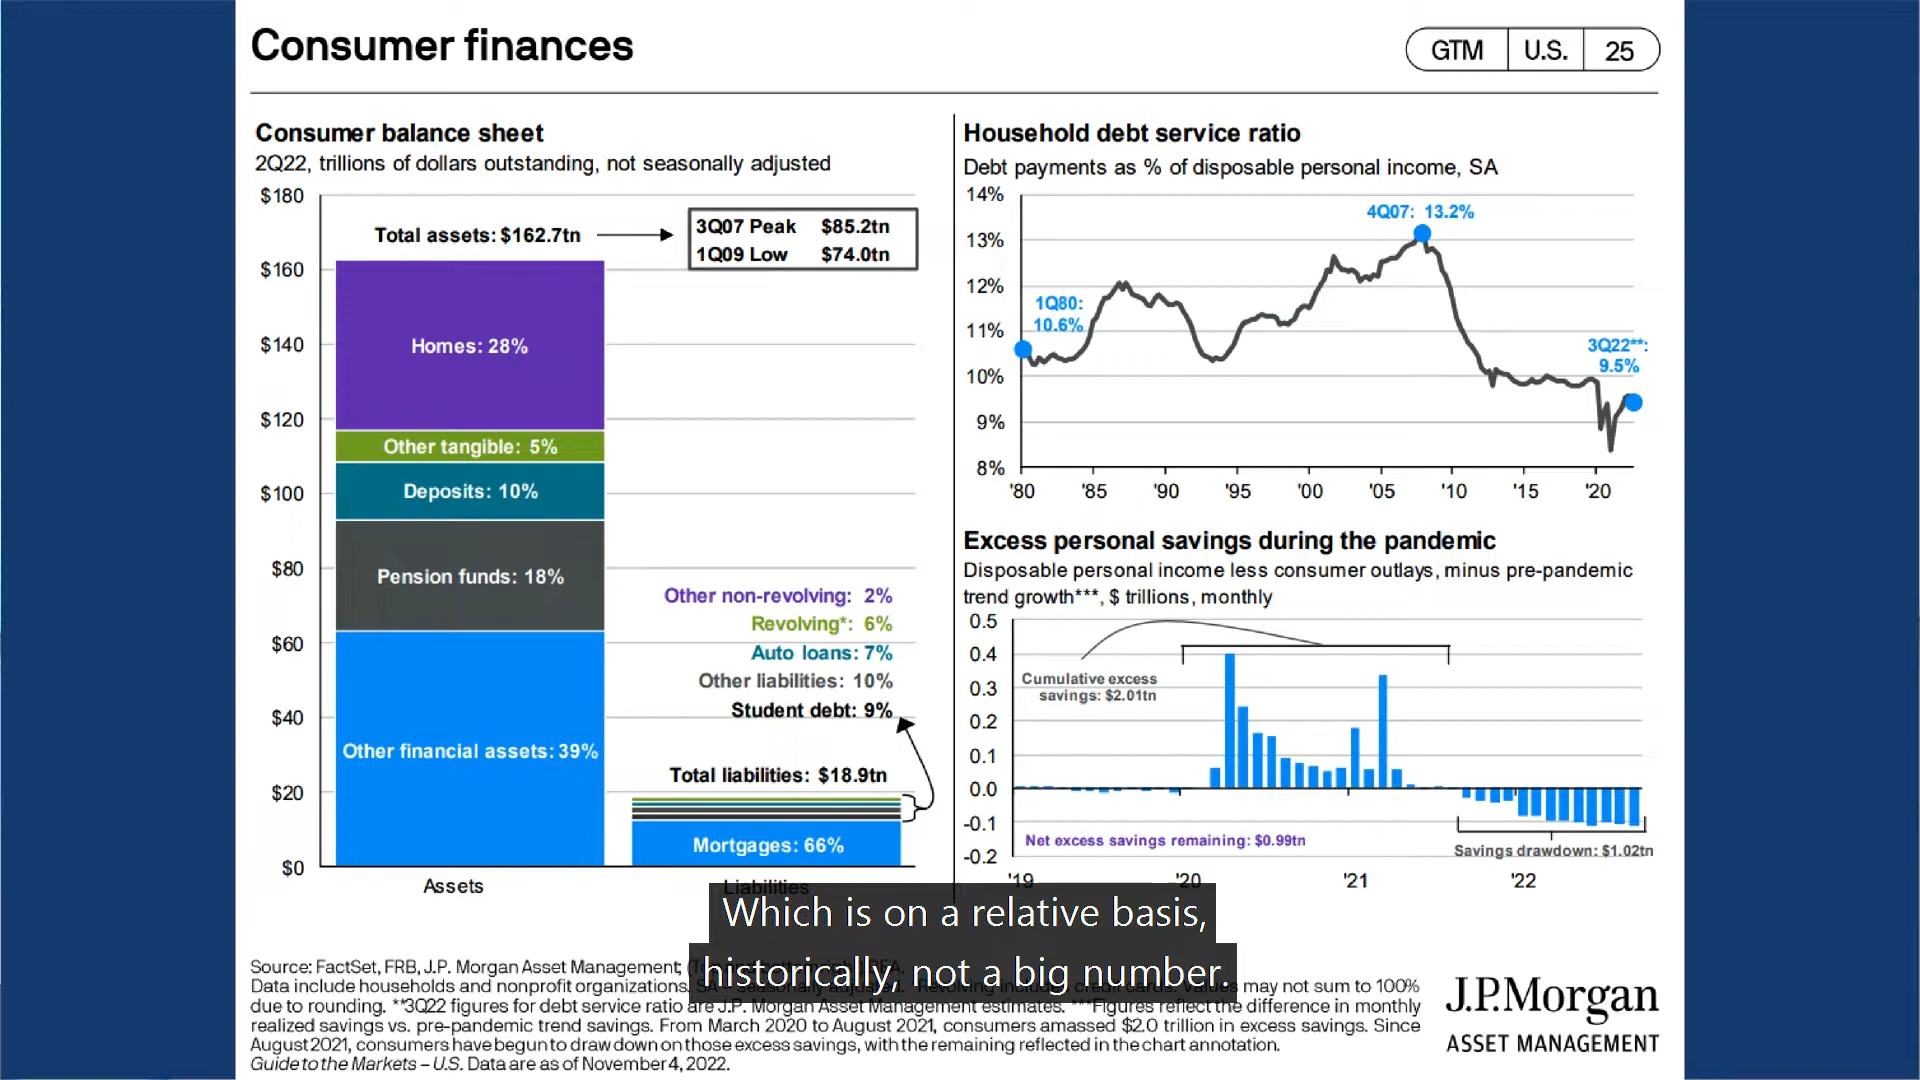 Consumer finances
GTM U.S. 25
Consumer balance sheet
2Q22, trillions of dollars outstanding, not seasonally adjusted
$180
$160
$140
$120
$100
$80
$60
$40
$20
$0
Total assets: $162.7tn
3Q07 Peak $85.2tn
1Q09 Low $74.0tn
Homes: 28%
Other tangible: 5%
Deposits: 10%
Pension funds: 18%
Other financial assets: 39%
Other non-revolving: 2%
Revolving*: 6%
Auto loans: 7%
Other liabilities: 10%
Student debt: 9%
Total liabilities: $18.9tn
Mortgages: 66%
Assets
Liabilities
Household debt service ratio
Debt payments as % of disposable personal income, SA
14%
13%
12%
11%
10%
9%
8%
4Q07: 13.2%
1Q80:
10.6%
3Q22**:
9.5%
'80 '85 '90 '95 '00 '05 '10 '15 '20
Excess personal savings during the pandemic
Disposable personal income less consumer outlays, minus pre-pandemic
trend growth***, $ trillions, monthly
0.5
0.4
0.3
0.2
0.1
0.0
-0.1
-0.2
Cumulative excess
savings: $2.01tn
Net excess savings remaining: $0.99tn
Savings drawdown: $1.02tn
'19 '20 '21 '22
Which is on a relative basis,
historically, not a big number.
Source: FactSet, FRB, J.P. Morgan Asset Management;
Data include households and nonprofit organizations. values may not sum to 100%
due to rounding. **3Q22 figures for debt service ratio are J.P. Morgan Asset Management estimates. ***Figures reflect the difference in monthly
realized savings vs. pre-pandemic trend savings. From March 2020 to August 2021, consumers amassed $2.0 trillion in excess savings. Since
August 2021, consumers have begun to draw down on those excess savings, with the remaining reflected in the chart annotation.
Guide to the Markets – U.S. Data are as of November 4, 2022.
J.P.Morgan
ASSET MANAGEMENT